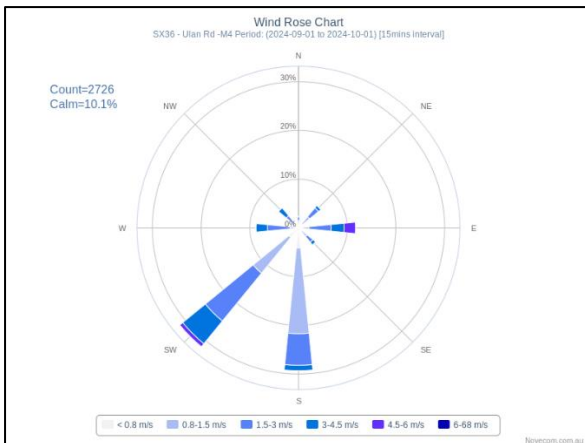 Wind Rose Chart
SX36 - Ulan Rd -M4 Period: (2024-09-01 to 2024-10-01) [15mins interval]
Count=2726
Calm=10.1%
N
30%
NW
NE
20%
10%
W
0%
E
SW
SE
S
< 0.8 m/s 0.8-1.5 m/s 1.5-3 m/s 3-4.5 m/s 4.5-6 m/s 6-68 m/s
Novecom.com.au